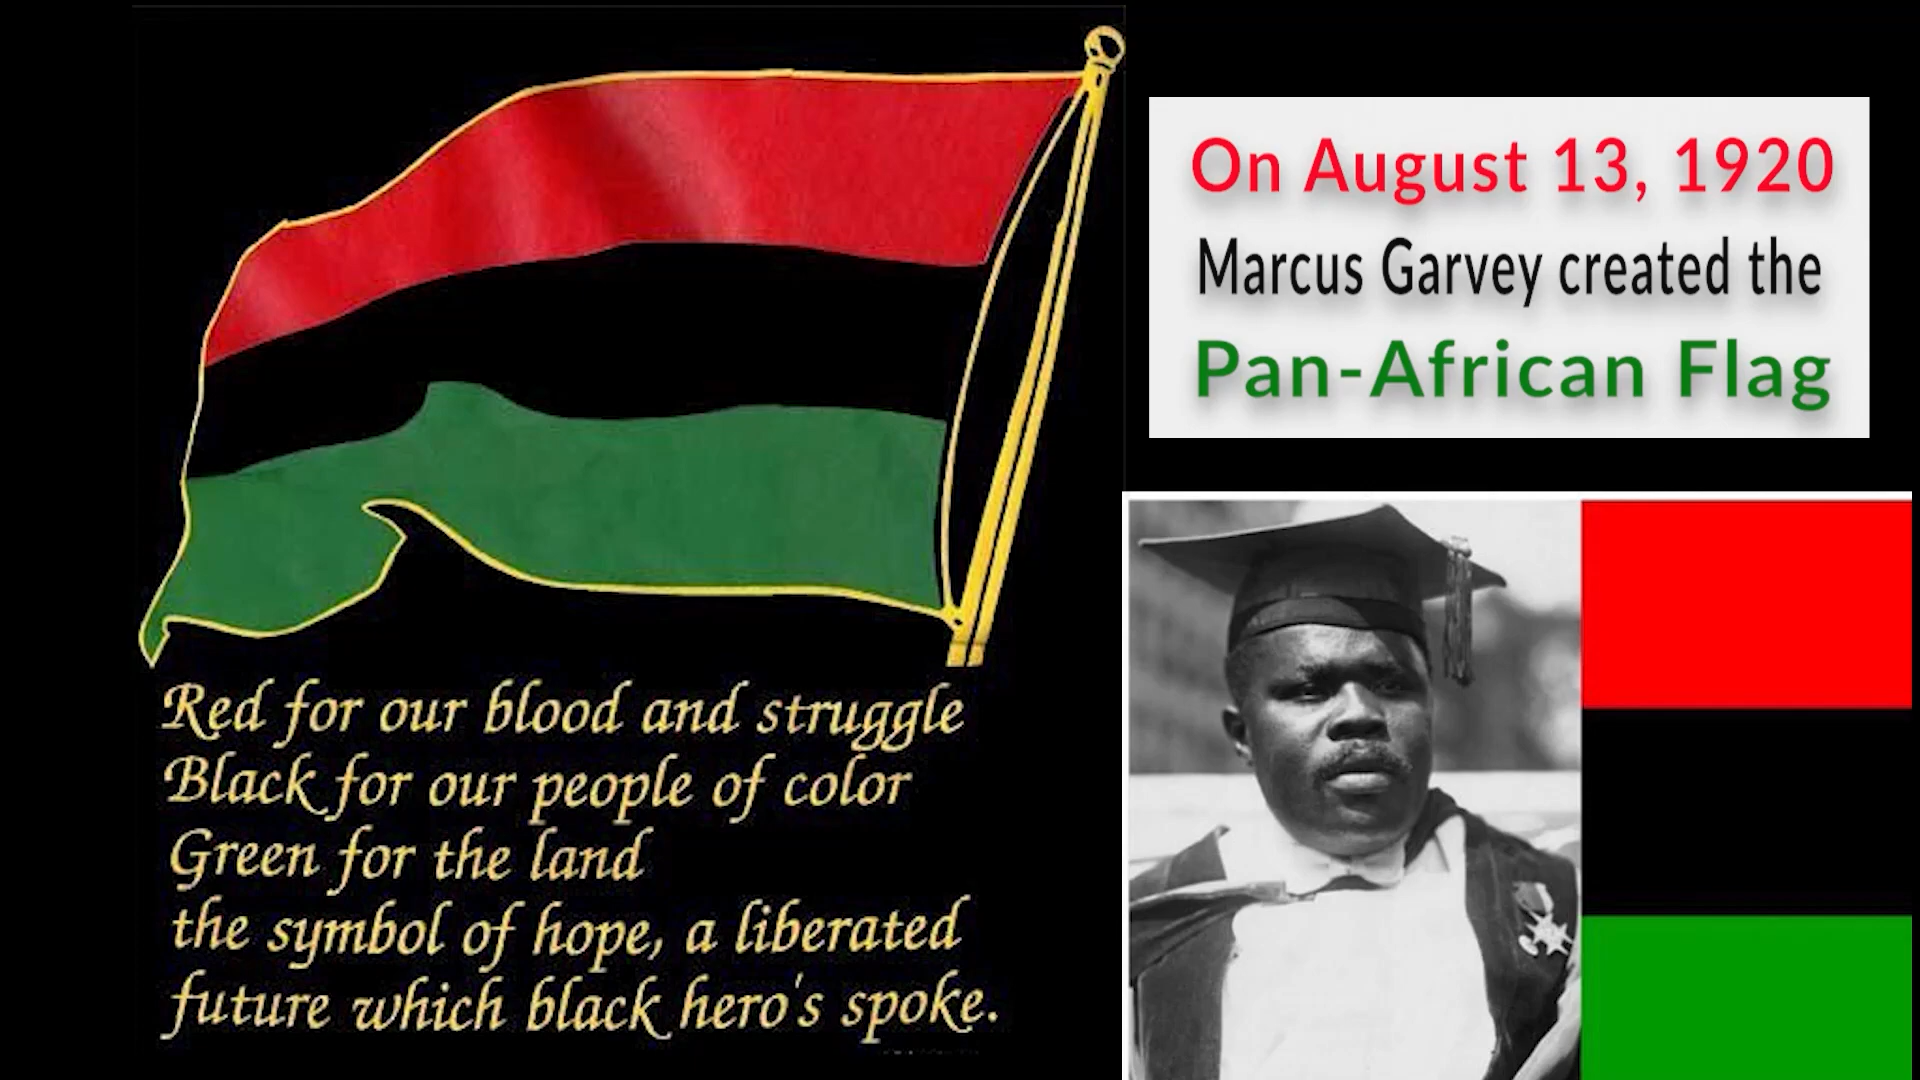 Red for our blood and struggle
Black for our people of color
Green for the land
the symbol of hope, a liberated
future which black hero's spoke.
On August 13, 1920
Marcus Garvey created the
Pan-African Flag